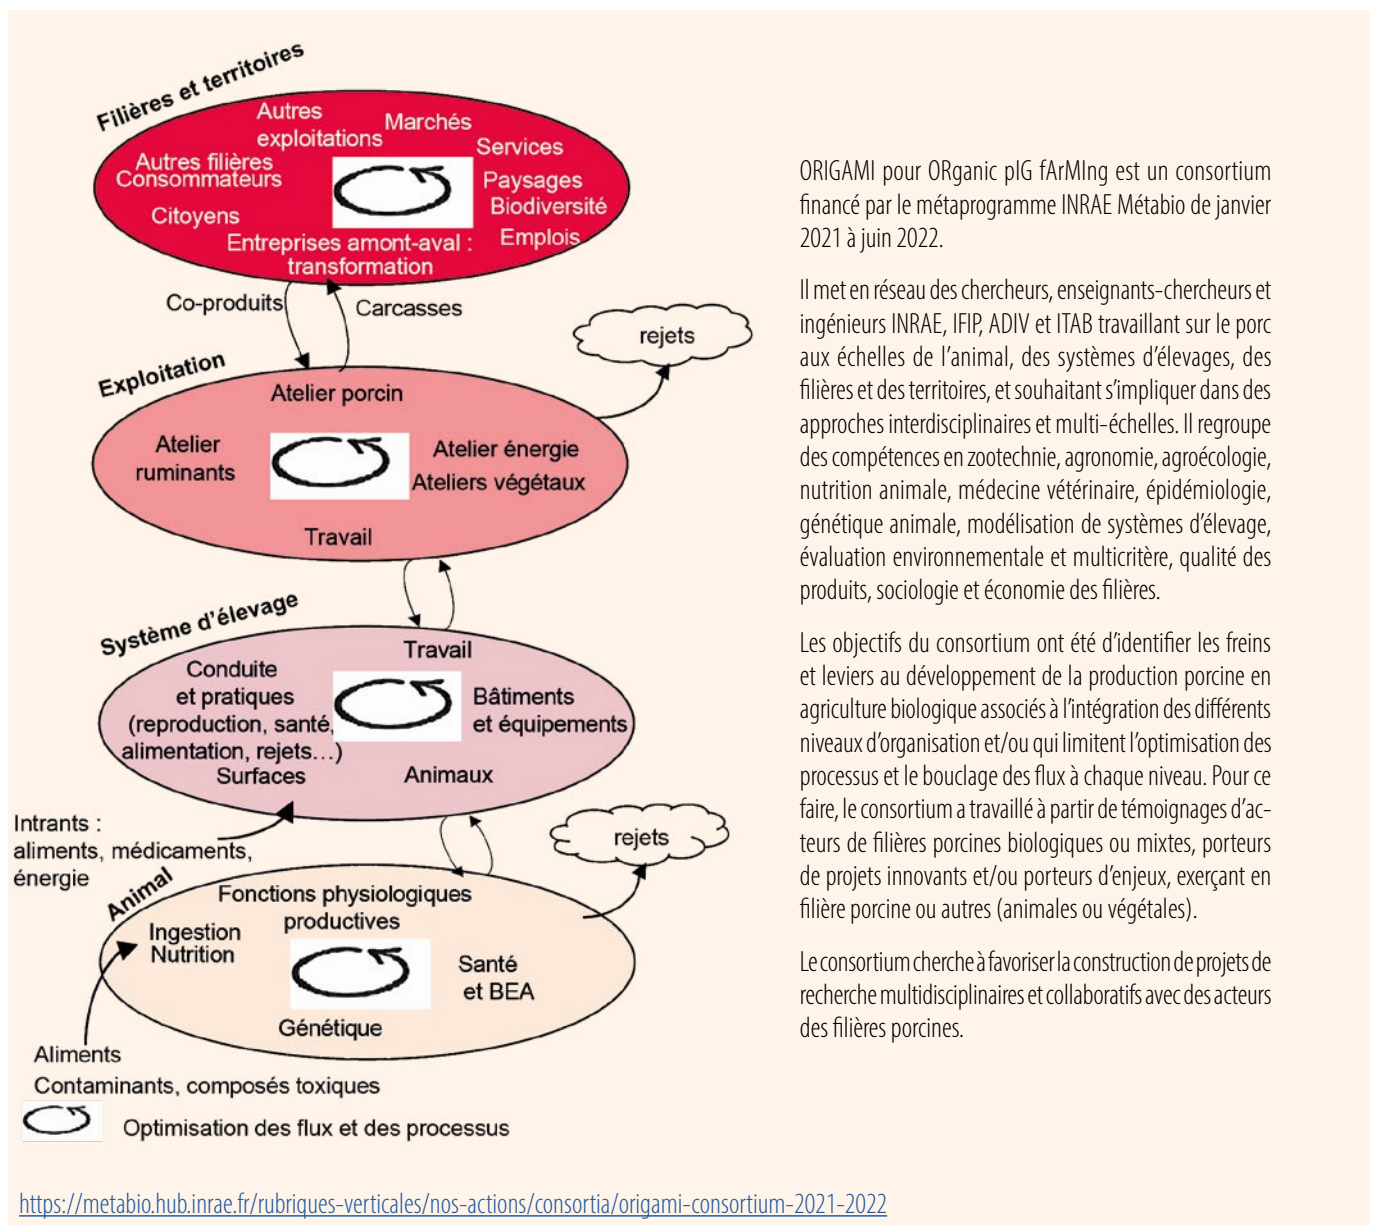 Filières et territoires
Autres
exploitations
Marchés
Services
Autres filières
Consommateurs
Paysages
Biodiversité
Citoyens
Emplois
Entreprises amont-aval :
transformation
Co-produits
Carcasses
rejets
Exploitation
Atelier porcin
Atelier
ruminants
Atelier énergie
Ateliers végétaux
Travail
Système d'élevage
Travail
Conduite
et pratiques
(reproduction, santé,
alimentation, rejets…)
Surfaces
Bâtiments
et équipements
Animaux
Intrants :
aliments, médicaments,
énergie
rejets
Animal
Fonctions physiologiques
productives
Ingestion
Nutrition
Santé
et BEA
Génétique
Aliments
Contaminants, composés toxiques
Optimisation des flux et des processus
ORIGAMI pour ORganic pIG fArMIng est un consortium
financé par le métaprogramme INRAE Métabio de janvier
2021 à juin 2022.
Il met en réseau des chercheurs, enseignants-chercheurs et
ingénieurs INRAE, IFIP, ADIV et ITAB travaillant sur le porc
aux échelles de l'animal, des systèmes d'élevages, des
filières et des territoires, et souhaitant s'impliquer dans des
approches interdisciplinaires et multi-échelles. Il regroupe
des compétences en zootechnie, agronomie, agroécologie,
nutrition animale, médecine vétérinaire, épidémiologie,
génétique animale, modélisation de systèmes d'élevage,
évaluation environnementale et multicritère, qualité des
produits, sociologie et économie des filières.
Les objectifs du consortium ont été d'identifier les freins
et leviers au développement de la production porcine en
agriculture biologique associés à l'intégration des différents
niveaux d'organisation et/ou qui limitent l'optimisation des
processus et le bouclage des flux à chaque niveau. Pour ce
faire, le consortium a travaillé à partir de témoignages d'ac-
teurs de filières porcines biologiques ou mixtes, porteurs
de projets innovants et/ou porteurs d'enjeux, exerçant en
filière porcine ou autres (animales ou végétales).
Le consortium cherche à favoriser la construction de projets de
recherche multidisciplinaires et collaboratifs avec des acteurs
des filières porcines.
https://metabio.hub.inrae.fr/rubriques-verticales/nos-actions/consortia/origami-consortium-2021-2022